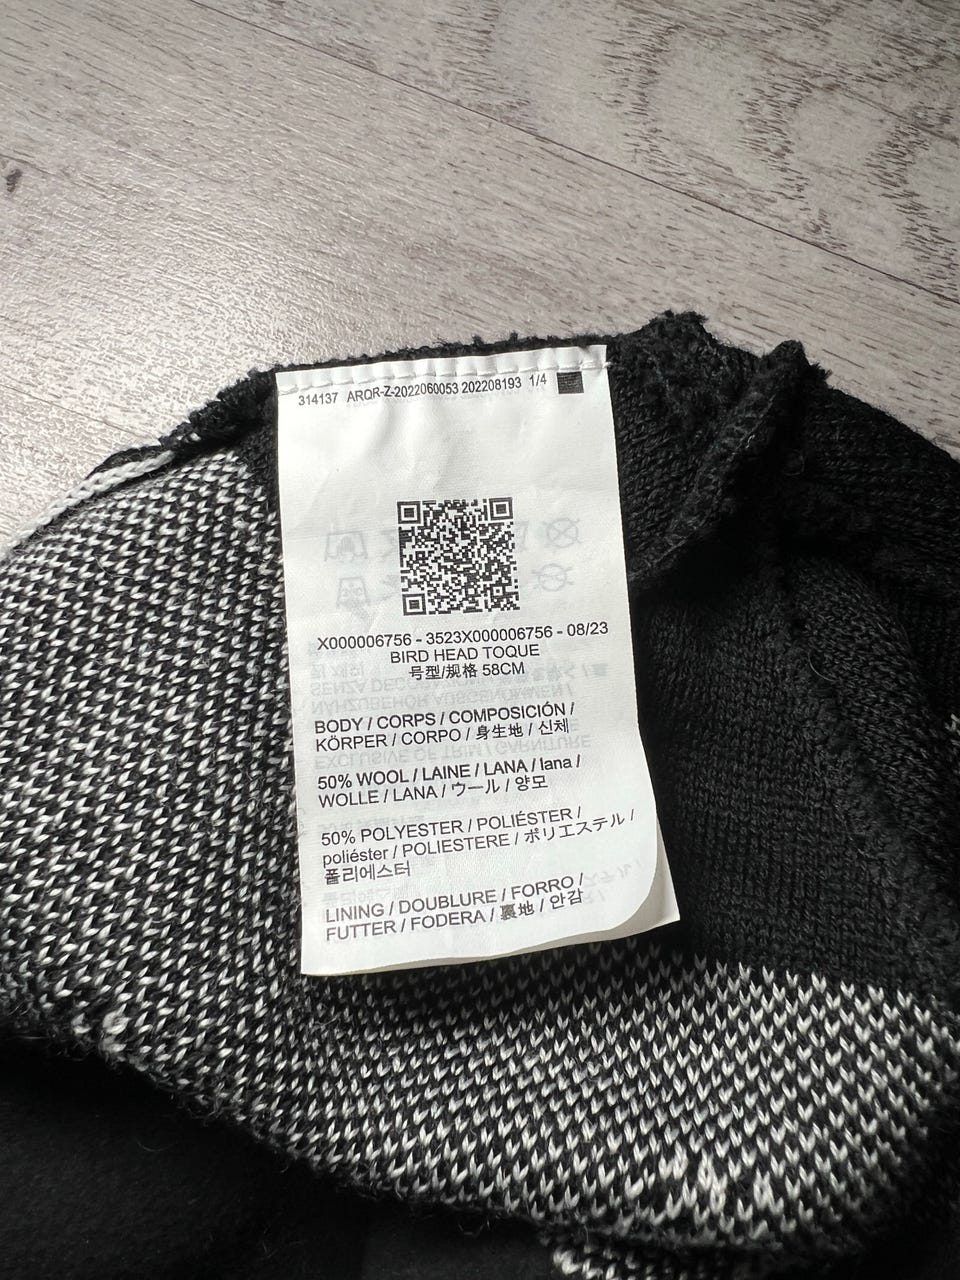 314137 ARQR-Z-2022060053 202208193 1/4
X000006756 - 3523X000006756 - 08/23
BIRD HEAD TOQUE
号型/规格 58CM
BODY / CORPS / COMPOSICIÓN /
KÖRPER / CORPO / 身生地 / 신체
50% WOOL / LAINE / LANA / lana /
WOLLE / LANA / ウール / 양모
50% POLYESTER / POLIÉSTER /
poliéster / POLIESTERE / ポリエステル /
폴리에스터
LINING / DOUBLURE / FORRO /
FUTTER / FODERA / 裏地 / 안감